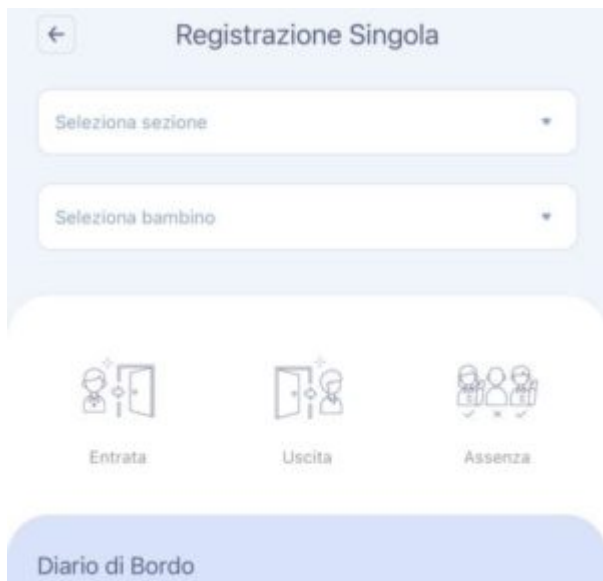 Registrazione Singola
Seleziona sezione
Seleziona bambino
Entrata Uscita Assenza
Diario di Bordo